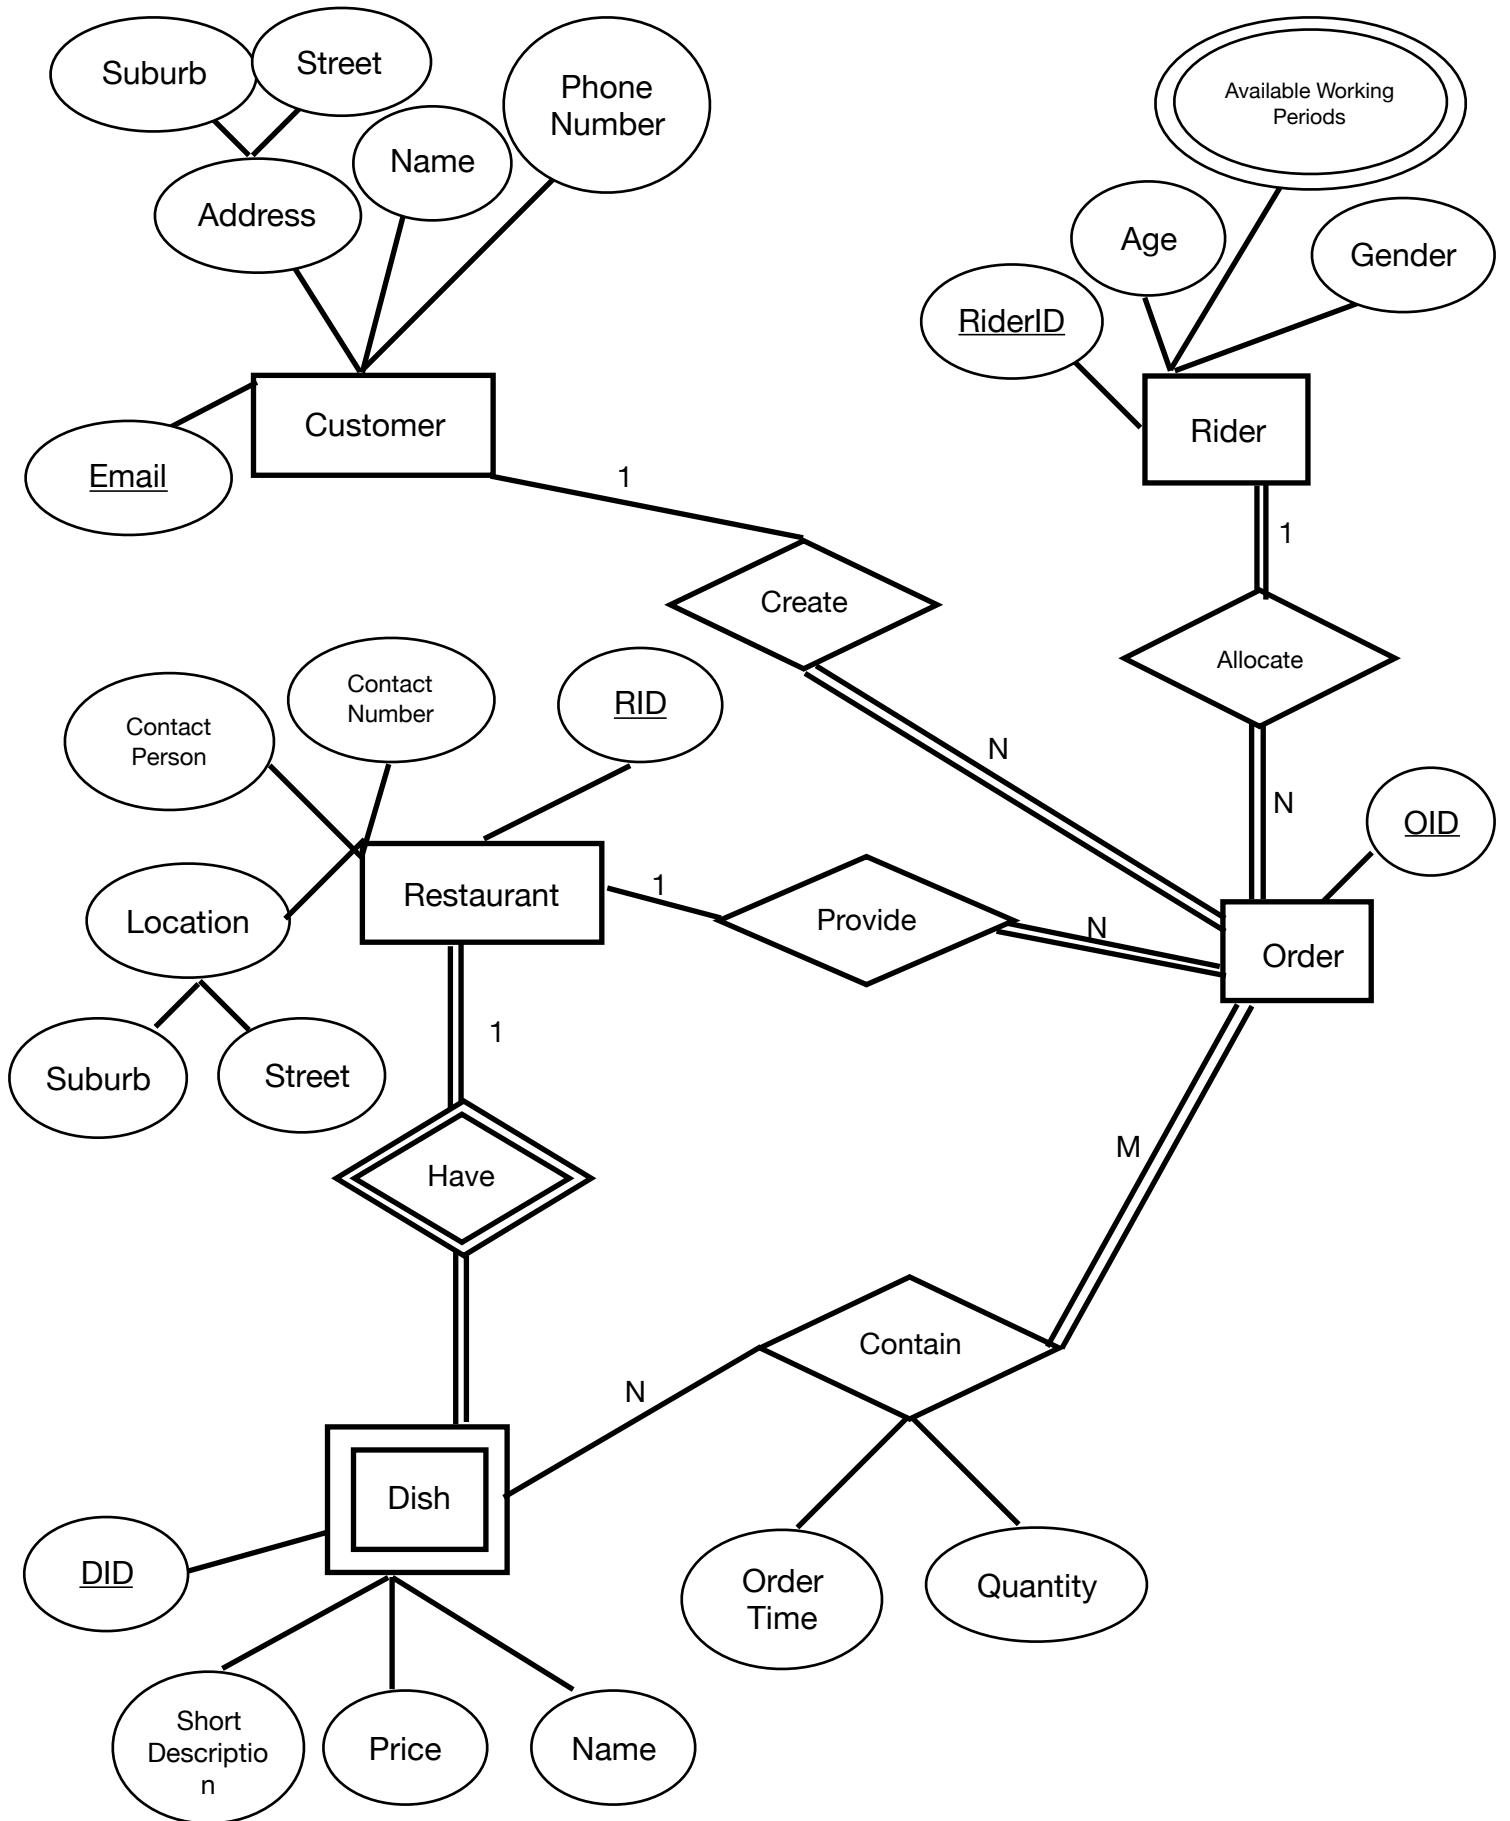 Suburb
Street
Phone
Number
Available Working
Periods
Name
Address
Age
Gender
RiderID
Customer
Rider
Email
1
1
Create
Allocate
Contact
Number
RID
Contact
Person
N
N
OID
Restaurant
1
Provide
N
Location
Order
1
Suburb
Street
M
Have
Contain
N
Dish
DID
Order
Time
Quantity
Short
Descriptio
n
Price
Name